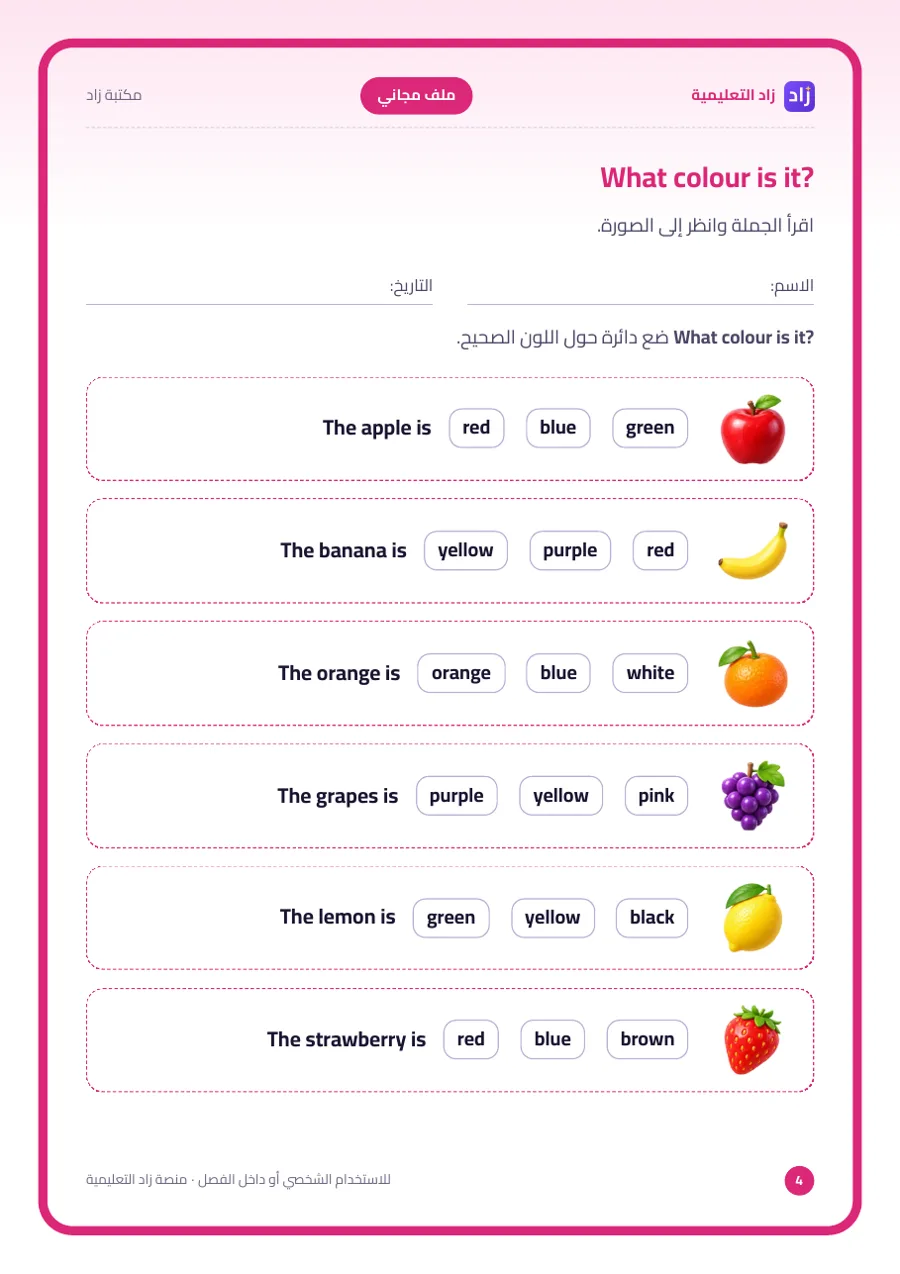 زاد زاد التعليمية
ملف مجاني
مكتبة زاد
What colour is it?
اقرأ الجملة وانظر إلى الصورة.
الاسم:
التاريخ:
What colour is it? ضع دائرة حول اللون الصحيح.
The apple is red blue green
The banana is yellow purple red
The orange is orange blue white
The grapes is purple yellow pink
The lemon is green yellow black
The strawberry is red blue brown
4
للاستخدام الشخصي أو داخل الفصل · منصة زاد التعليمية